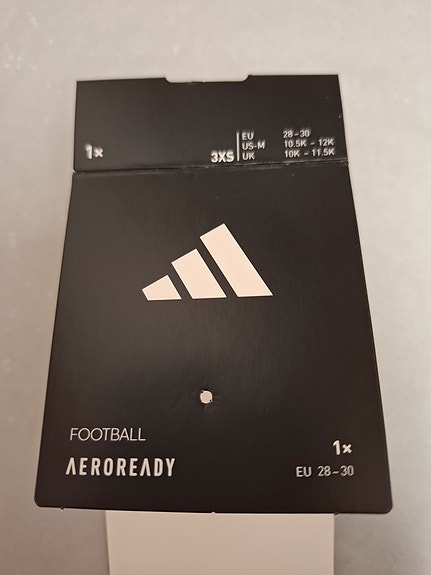 1x
3XS
EU 28-30
US-M 10.5K - 12K
UK 10K - 11.5K
FOOTBALL
AEROREADY
1x
EU 28-30